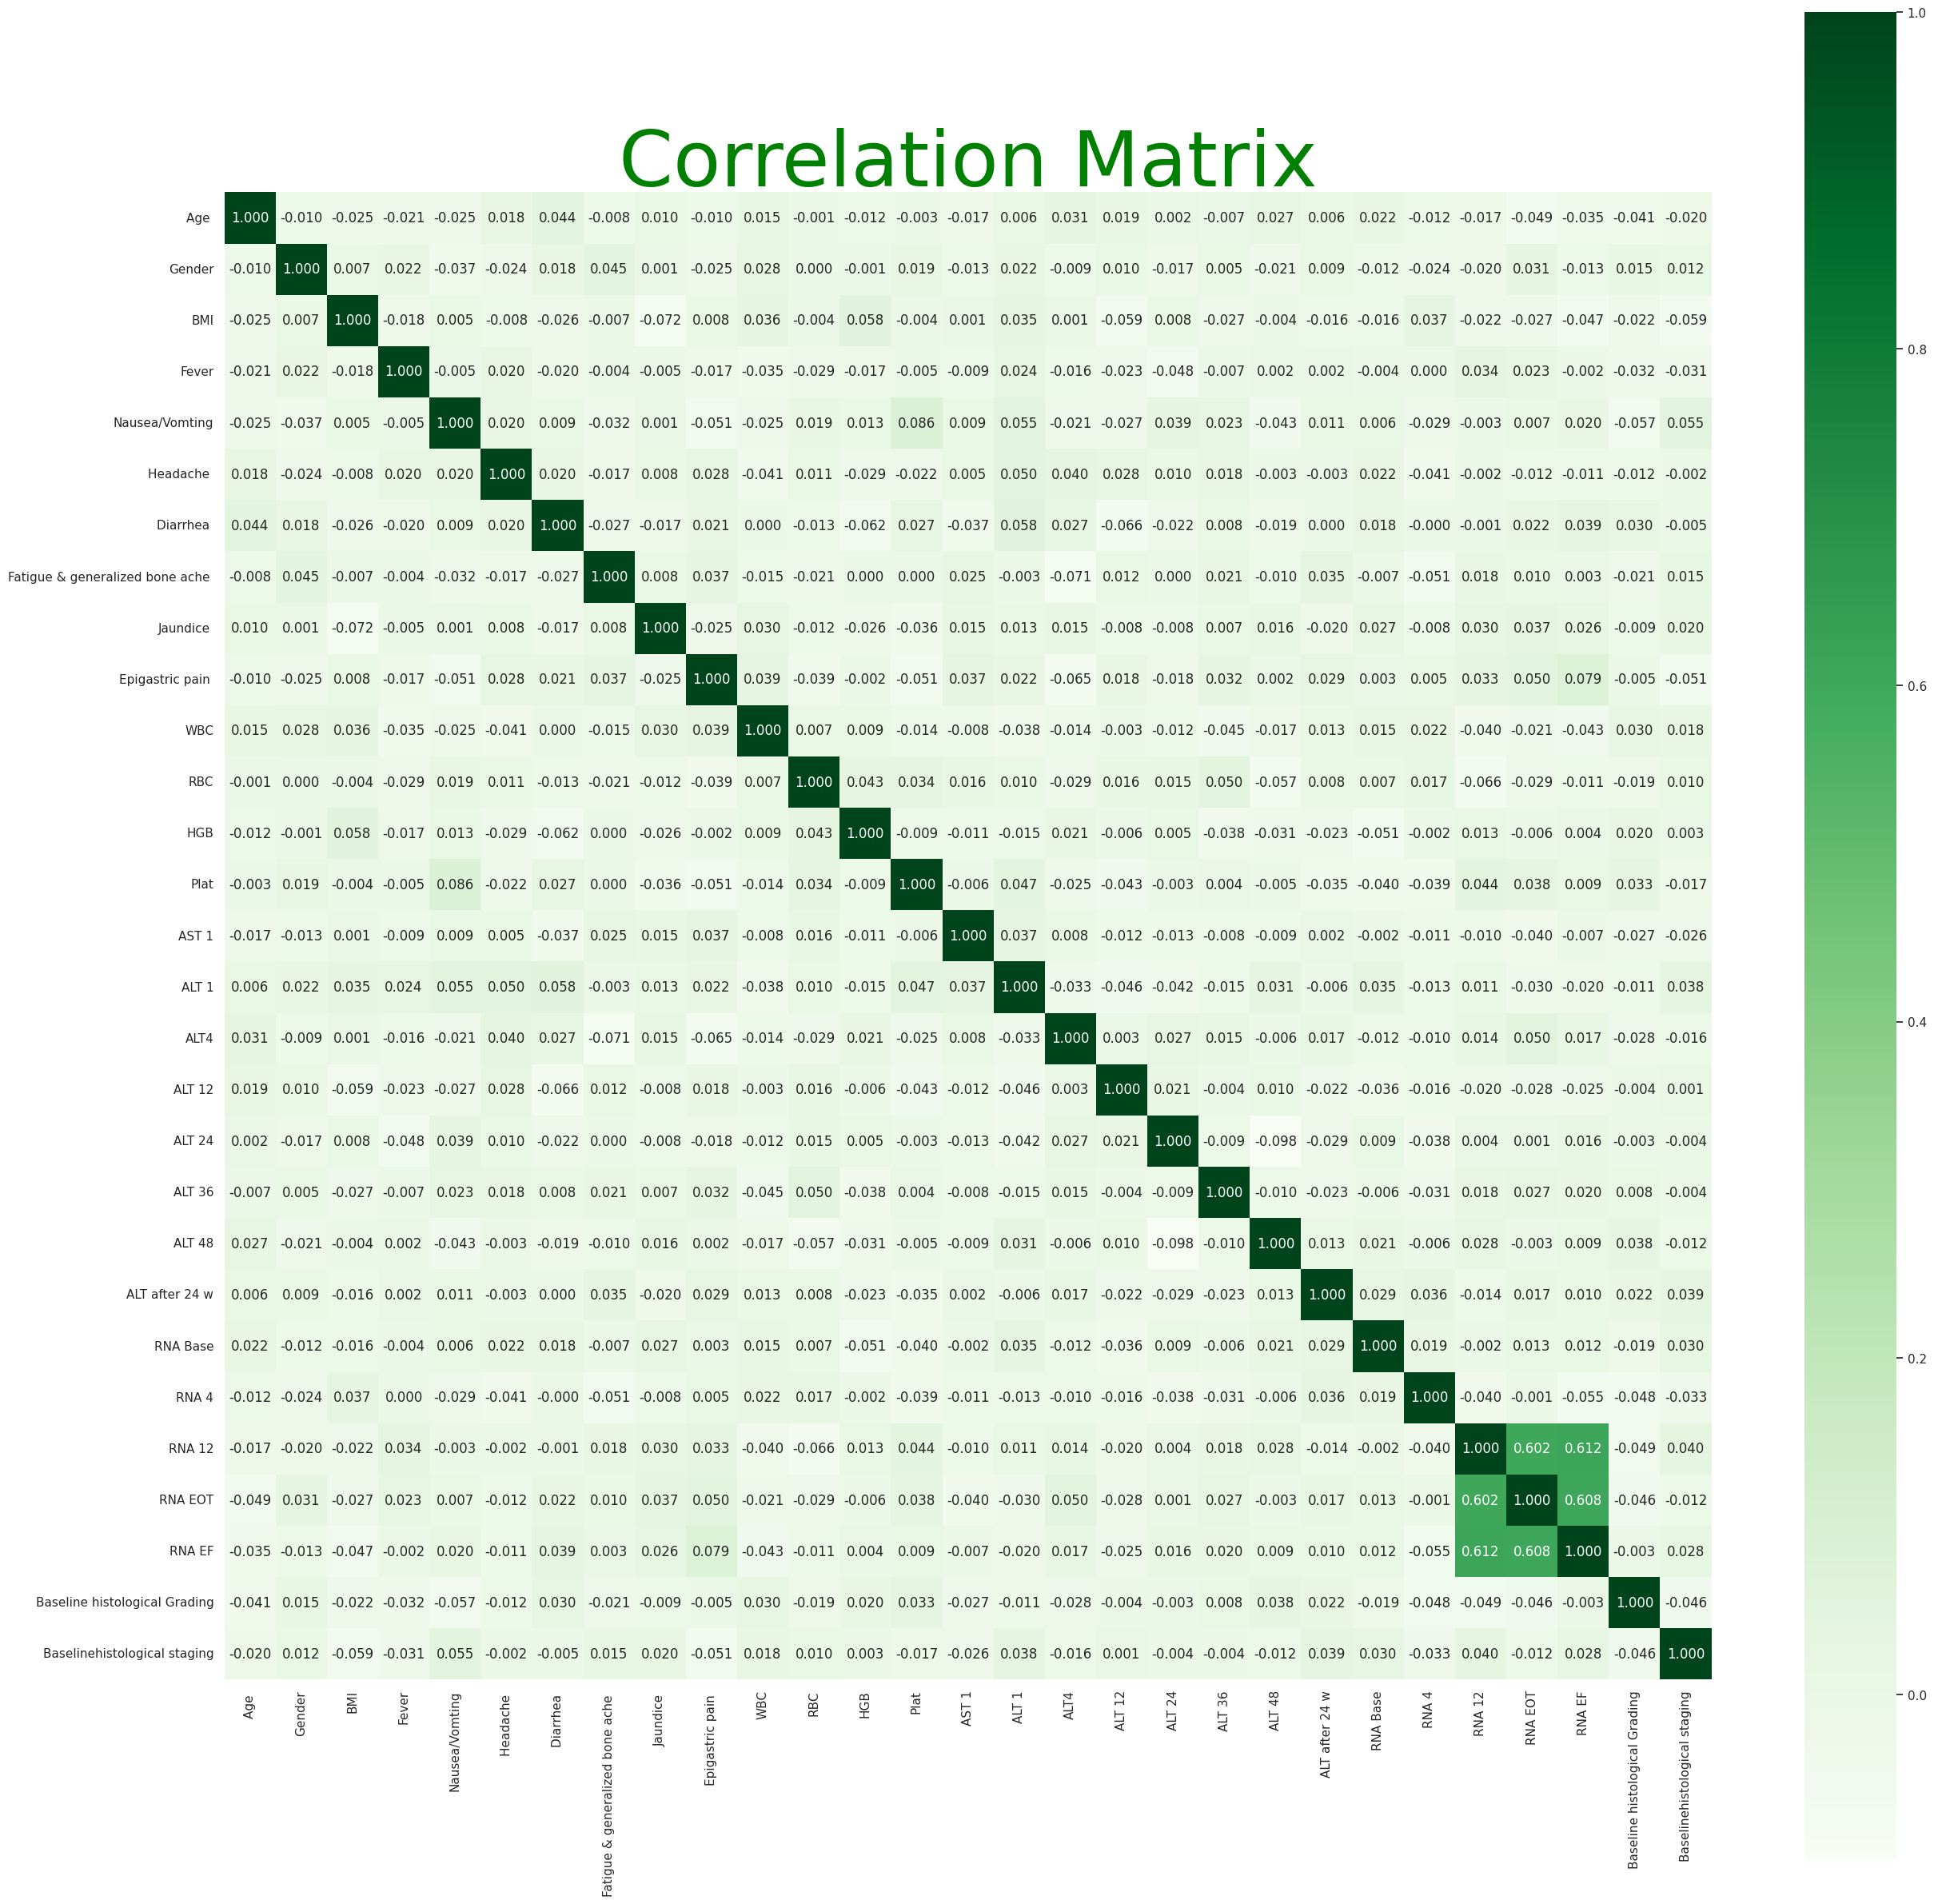 Correlation Matrix
1.0
Age 1.000 -0.010 -0.025 -0.021 -0.025 0.018 0.044 -0.008 0.010 -0.010 0.015 -0.001 -0.012 -0.003 -0.017 0.006 0.031 0.019 0.002 -0.007 0.027 0.006 0.022 -0.012 -0.017 -0.049 -0.035 -0.041 -0.020
Gender -0.010 1.000 0.007 0.022 -0.037 -0.024 0.018 0.045 0.001 -0.025 0.028 0.000 -0.001 0.019 -0.013 0.022 -0.009 0.010 -0.017 0.005 -0.021 0.009 -0.012 -0.024 -0.020 0.031 -0.013 0.015 0.012
BMI -0.025 0.007 1.000 -0.018 0.005 -0.008 -0.026 -0.007 -0.072 0.008 0.036 -0.004 0.058 -0.004 0.001 0.035 0.001 -0.059 0.008 -0.027 -0.004 -0.016 -0.016 0.037 -0.022 -0.027 -0.047 -0.022 -0.059
0.8
Fever -0.021 0.022 -0.018 1.000 -0.005 0.020 -0.020 -0.004 -0.005 -0.017 -0.035 -0.029 -0.017 -0.005 -0.009 0.024 -0.016 -0.023 -0.048 -0.007 0.002 0.002 -0.004 0.000 0.034 0.023 -0.002 -0.032 -0.031
Nausea/Vomting -0.025 -0.037 0.005 -0.005 1.000 0.020 0.009 -0.032 0.001 -0.051 -0.025 0.019 0.013 0.086 0.009 0.055 -0.021 -0.027 0.039 0.023 -0.043 0.011 0.006 -0.029 -0.003 0.007 0.020 -0.057 0.055
Headache 0.018 -0.024 -0.008 0.020 0.020 1.000 0.020 -0.017 0.008 0.028 -0.041 0.011 -0.029 -0.022 0.005 0.050 0.040 0.028 0.010 0.018 -0.003 -0.003 0.022 -0.041 -0.002 -0.012 -0.011 -0.012 -0.002
Diarrhea 0.044 0.018 -0.026 -0.020 0.009 0.020 1.000 -0.027 -0.017 0.021 0.000 -0.013 -0.062 0.027 -0.037 0.058 0.027 -0.066 -0.022 0.008 -0.019 0.000 0.018 -0.000 -0.001 0.022 0.039 0.030 -0.005
Fatigue & generalized bone ache -0.008 0.045 -0.007 -0.004 -0.032 -0.017 -0.027 1.000 0.008 0.037 -0.015 -0.021 0.000 0.000 0.025 -0.003 -0.071 0.012 0.000 0.021 -0.010 0.035 -0.007 -0.051 0.018 0.010 0.003 -0.021 0.015
Jaundice 0.010 0.001 -0.072 -0.005 0.001 0.008 -0.017 0.008 1.000 -0.025 0.030 -0.012 -0.026 -0.036 0.015 0.013 0.015 -0.008 -0.008 0.007 0.016 -0.020 0.027 -0.008 0.030 0.037 0.026 -0.009 0.020
Epigastric pain -0.010 -0.025 0.008 -0.017 -0.051 0.028 0.021 0.037 -0.025 1.000 0.039 -0.039 -0.002 -0.051 0.037 0.022 -0.065 0.018 -0.018 0.032 0.002 0.029 0.003 0.005 0.033 0.050 0.079 -0.005 -0.051
0.6
WBC 0.015 0.028 0.036 -0.035 -0.025 -0.041 0.000 -0.015 0.030 0.039 1.000 0.007 0.009 -0.014 -0.008 -0.038 -0.014 -0.003 -0.012 -0.045 -0.017 0.013 0.015 0.022 -0.040 -0.021 -0.043 0.030 0.018
RBC -0.001 0.000 -0.004 -0.029 0.019 0.011 -0.013 -0.021 -0.012 -0.039 0.007 1.000 0.043 0.034 0.016 0.010 -0.029 0.016 0.015 0.050 -0.057 0.008 0.007 0.017 -0.066 -0.029 -0.011 -0.019 0.010
HGB -0.012 -0.001 0.058 -0.017 0.013 -0.029 -0.062 0.000 -0.026 -0.002 0.009 0.043 1.000 -0.009 -0.011 -0.015 0.021 -0.006 0.005 -0.038 -0.031 -0.023 -0.051 -0.002 0.013 -0.006 0.004 0.020 0.003
Plat -0.003 0.019 -0.004 -0.005 0.086 -0.022 0.027 0.000 -0.036 -0.051 -0.014 0.034 -0.009 1.000 -0.006 0.047 -0.025 -0.043 -0.003 0.004 -0.005 -0.035 -0.040 -0.039 0.044 0.038 0.009 0.033 -0.017
AST 1 -0.017 -0.013 0.001 -0.009 0.009 0.005 -0.037 0.025 0.015 0.037 -0.008 0.016 -0.011 -0.006 1.000 0.037 0.008 -0.012 -0.013 -0.008 -0.009 0.002 -0.002 -0.011 -0.010 -0.040 -0.007 -0.027 -0.026
ALT 1 0.006 0.022 0.035 0.024 0.055 0.050 0.058 -0.003 0.013 0.022 -0.038 0.010 -0.015 0.047 0.037 1.000 -0.033 -0.046 -0.042 -0.015 0.031 -0.006 0.035 -0.013 0.011 -0.030 -0.020 -0.011 0.038
0.4
ALT4 0.031 -0.009 0.001 -0.016 -0.021 0.040 0.027 -0.071 0.015 -0.065 -0.014 -0.029 0.021 -0.025 0.008 -0.033 1.000 0.003 0.027 0.015 -0.006 0.017 -0.012 -0.010 0.014 0.050 0.017 -0.028 -0.016
ALT 12 0.019 0.010 -0.059 -0.023 -0.027 0.028 -0.066 0.012 -0.008 0.018 -0.003 0.016 -0.006 -0.043 -0.012 -0.046 0.003 1.000 0.021 -0.004 0.010 -0.022 -0.036 -0.016 -0.020 -0.028 -0.025 -0.004 0.001
ALT 24 0.002 -0.017 0.008 -0.048 0.039 0.010 -0.022 0.000 -0.008 -0.018 -0.012 0.015 0.005 -0.003 -0.013 -0.042 0.027 0.021 1.000 -0.009 -0.098 -0.029 0.009 -0.038 0.004 0.001 0.016 -0.003 -0.004
ALT 36 -0.007 0.005 -0.027 -0.007 0.023 0.018 0.008 0.021 0.007 0.032 -0.045 0.050 -0.038 0.004 -0.008 -0.015 0.015 -0.004 -0.009 1.000 -0.010 -0.023 -0.006 -0.031 0.018 0.027 0.020 0.008 -0.004
ALT 48 0.027 -0.021 -0.004 0.002 -0.043 -0.003 -0.019 -0.010 0.016 0.002 -0.017 -0.057 -0.031 -0.005 -0.009 0.031 -0.006 0.010 -0.098 -0.010 1.000 0.013 0.021 -0.006 0.028 -0.003 0.009 0.038 -0.012
ALT after 24 w 0.006 0.009 -0.016 0.002 0.011 -0.003 0.000 0.035 -0.020 0.029 0.013 0.008 -0.023 -0.035 0.002 -0.006 0.017 -0.022 -0.029 -0.023 0.013 1.000 0.029 0.036 -0.014 0.017 0.010 0.022 0.039
RNA Base 0.022 -0.012 -0.016 -0.004 0.006 0.022 0.018 -0.007 0.027 0.003 0.015 0.007 -0.051 -0.040 -0.002 0.035 -0.012 -0.036 0.009 -0.006 0.021 0.029 1.000 0.019 -0.002 0.013 0.012 -0.019 0.030
0.2
RNA 4 -0.012 -0.024 0.037 0.000 -0.029 -0.041 -0.000 -0.051 -0.008 0.005 0.022 0.017 -0.002 -0.039 -0.011 -0.013 -0.010 -0.016 -0.038 -0.031 -0.006 0.036 0.019 1.000 -0.040 -0.001 -0.055 -0.048 -0.033
RNA 12 -0.017 -0.020 -0.022 0.034 -0.003 -0.002 -0.001 0.018 0.030 0.033 -0.040 -0.066 0.013 0.044 -0.010 0.011 0.014 -0.020 0.004 0.018 0.028 -0.014 -0.002 -0.040 1.000 0.602 0.612 -0.049 0.040
RNA EOT -0.049 0.031 -0.027 0.023 0.007 -0.012 0.022 0.010 0.037 0.050 -0.021 -0.029 -0.006 0.038 -0.040 -0.030 0.050 -0.028 0.001 0.027 -0.003 0.017 0.013 -0.001 0.602 1.000 0.608 -0.046 -0.012
RNA EF -0.035 -0.013 -0.047 -0.002 0.020 -0.011 0.039 0.003 0.026 0.079 -0.043 -0.011 0.004 0.009 -0.007 -0.020 0.017 -0.025 0.016 0.020 0.009 0.010 0.012 -0.055 0.612 0.608 1.000 -0.003 0.028
Baseline histological Grading -0.041 0.015 -0.022 -0.032 -0.057 -0.012 0.030 -0.021 -0.009 -0.005 0.030 -0.019 0.020 0.033 -0.027 -0.011 -0.028 -0.004 -0.003 0.008 0.038 0.022 -0.019 -0.048 -0.049 -0.046 -0.003 1.000 -0.046
Baselinehistological staging -0.020 0.012 -0.059 -0.031 0.055 -0.002 -0.005 0.015 0.020 -0.051 0.018 0.010 0.003 -0.017 -0.026 0.038 -0.016 0.001 -0.004 -0.004 -0.012 0.039 0.030 -0.033 0.040 -0.012 0.028 -0.046 1.000
0.0
Age
Gender
BMI
Fever
Nausea/Vomting
Headache
Diarrhea
Fatigue & generalized bone ache
Jaundice
Epigastric pain
WBC
RBC
HGB
Plat
AST 1
ALT 1
ALT4
ALT 12
ALT 24
ALT 36
ALT 48
ALT after 24 w
RNA Base
RNA 4
RNA 12
RNA EOT
RNA EF
Baseline histological Grading
Baselinehistological staging